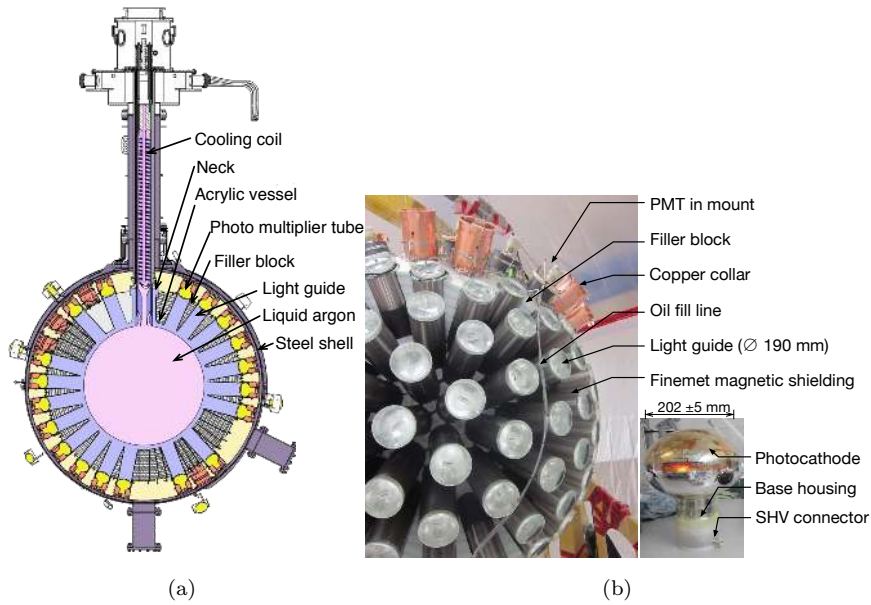 Cooling coil
Neck
Acrylic vessel
Photo multiplier tube
Filler block
Light guide
Liquid argon
Steel shell
(a)
PMT in mount
Filler block
Copper collar
Oil fill line
Light guide (∅ 190 mm)
Finemet magnetic shielding
202 ±5 mm
Photocathode
Base housing
SHV connector
(b)